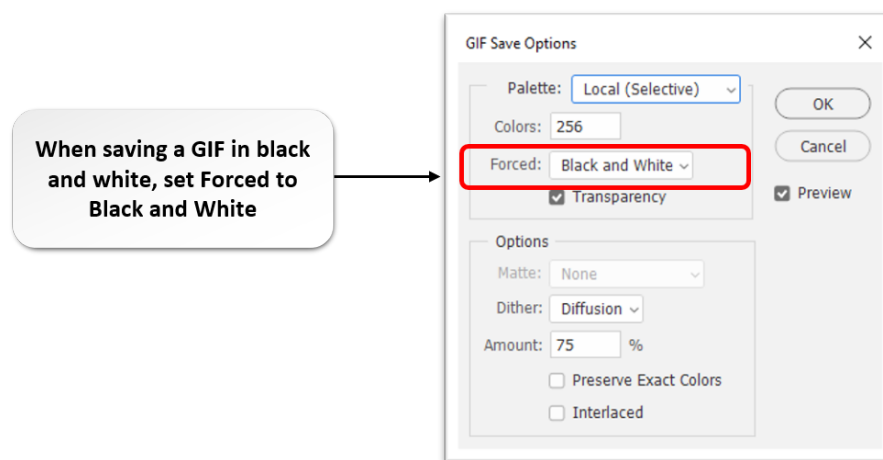 When saving a GIF in black
and white, set Forced to
Black and White
GIF Save Options
Palette: Local (Selective)
Colors: 256
Forced: Black and White
Transparency
OK
Cancel
Preview
Options
Matte: None
Dither: Diffusion
Amount: 75 %
Preserve Exact Colors
Interlaced